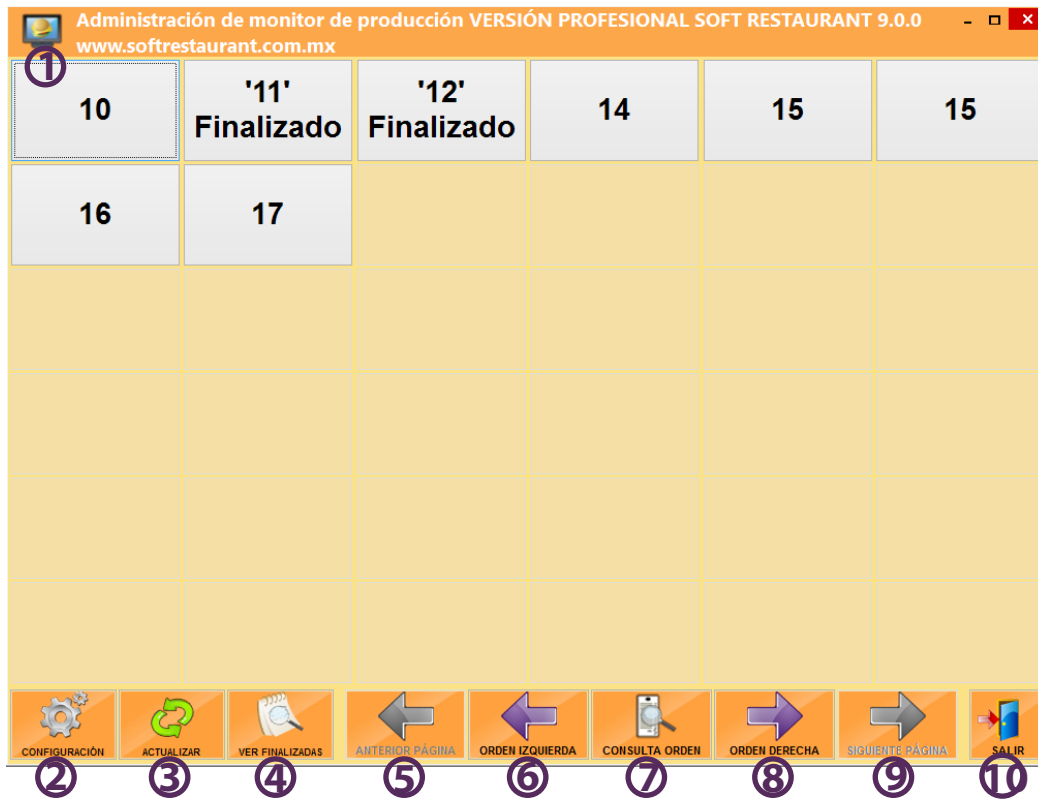 Administración de monitor de producción VERSIÓN PROFESIONAL SOFT RESTAURANT 9.0.0
www.softrestaurant.com.mx
①
10
'11'
Finalizado
'12'
Finalizado
14
15
15
16
17
CONFIGURACIÓN
ACTUALIZAR
VER FINALIZADAS
ANTERIOR PÁGINA
ORDEN IZQUIERDA
CONSULTA ORDEN
ORDEN DERECHA
SIGUIENTE PÁGINA
SALIR
② ③ ④ ⑤ ⑥ ⑦ ⑧ ⑨ ⑩